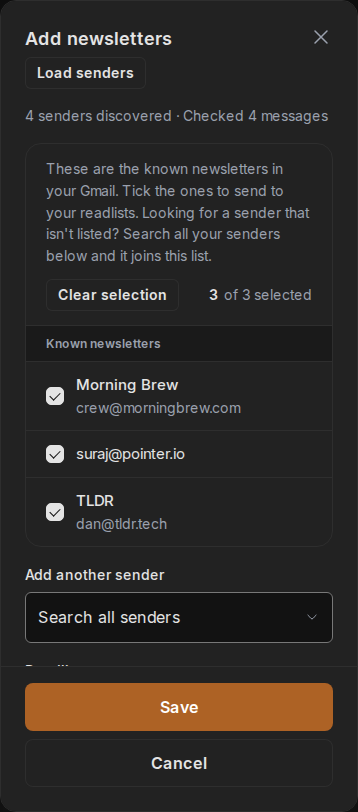 Add newsletters
Load senders
4 senders discovered · Checked 4 messages
These are the known newsletters in
your Gmail. Tick the ones to send to
your readlists. Looking for a sender that
isn't listed? Search all your senders
below and it joins this list.
Clear selection
3 of 3 selected
Known newsletters
Morning Brew
crew@morningbrew.com
suraj@pointer.io
TLDR
dan@tldr.tech
Add another sender
Search all senders
Save
Cancel